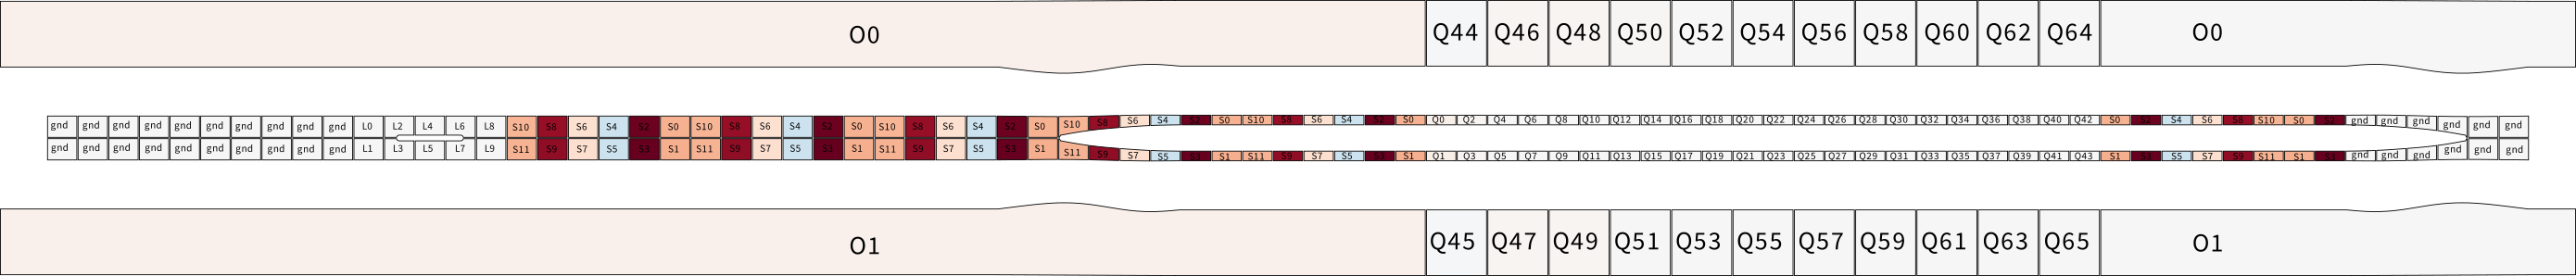 O0 Q44 Q46 Q48 Q50 Q52 Q54 Q56 Q58 Q60 Q62 Q64 O0
gnd gnd gnd gnd gnd gnd gnd gnd gnd gnd L0 L2 L4 L6 L8 S10 S8 S6 S4 S2 S0 S10 S8 S6 S4 S2 S0 S10 S8 S6 S4 S2 S0 S10 S8 S6 S4 S2 S0 S10 S8 S6 S4 S2 S0 Q0 Q2 Q4 Q6 Q8 Q10 Q12 Q14 Q16 Q18 Q20 Q22 Q24 Q26 Q28 Q30 Q32 Q34 Q36 Q38 Q40 Q42 S0 S2 S4 S6 S8 S10 S0 S2 gnd gnd gnd gnd gnd gnd
gnd gnd gnd gnd gnd gnd gnd gnd gnd gnd L1 L3 L5 L7 L9 S11 S9 S7 S5 S3 S1 S11 S9 S7 S5 S3 S1 S11 S9 S7 S5 S3 S1 S11 S9 S7 S5 S3 S1 S11 S9 S7 S5 S3 S1 Q1 Q3 Q5 Q7 Q9 Q11 Q13 Q15 Q17 Q19 Q21 Q23 Q25 Q27 Q29 Q31 Q33 Q35 Q37 Q39 Q41 Q43 S1 S3 S5 S7 S9 S11 S1 S3 gnd gnd gnd gnd gnd gnd
O1 Q45 Q47 Q49 Q51 Q53 Q55 Q57 Q59 Q61 Q63 Q65 O1